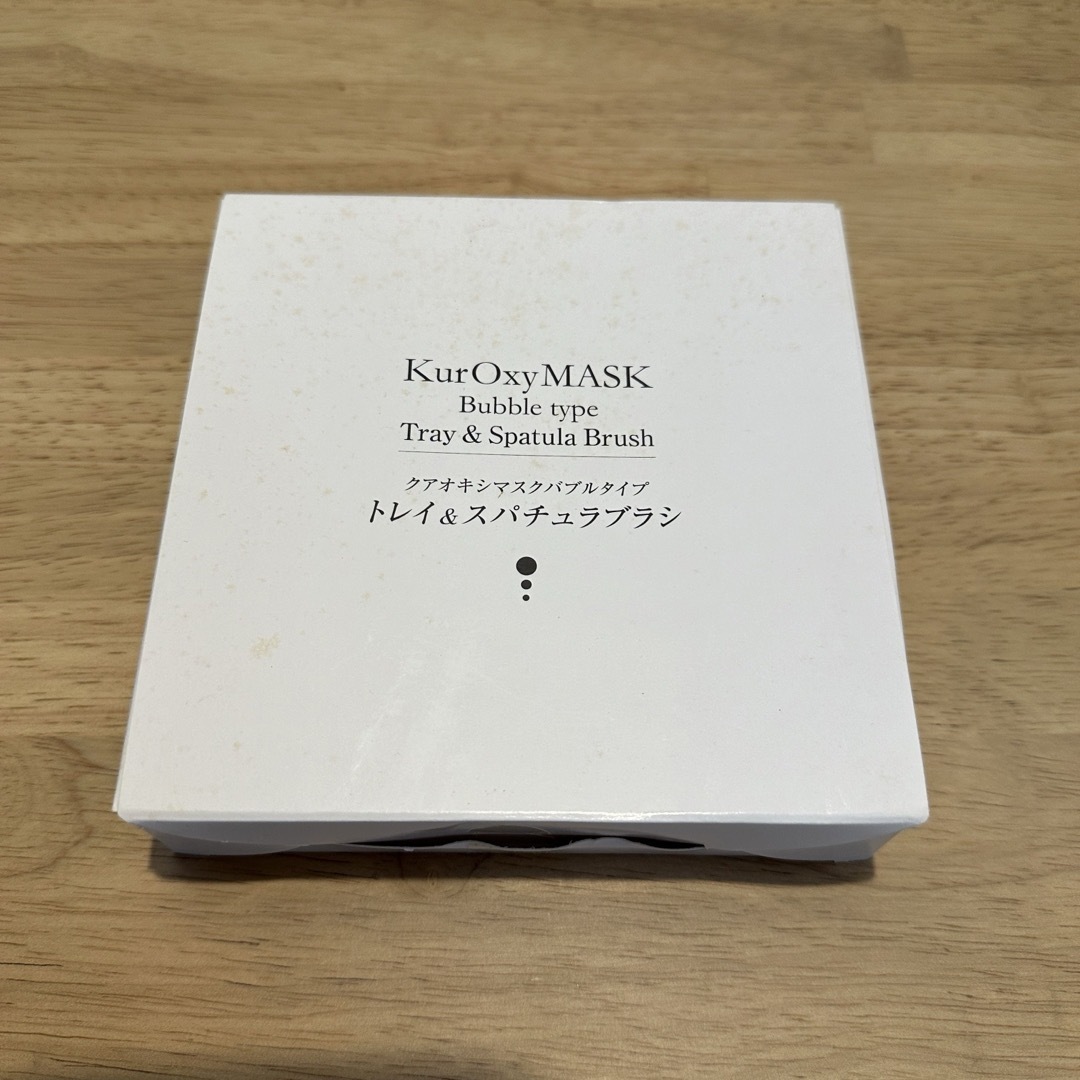 KurOxyMASK
Bubble type
Tray & Spatula Brush
クアオキシマスクバブルタイプ
トレイ&スパチュラブラシ